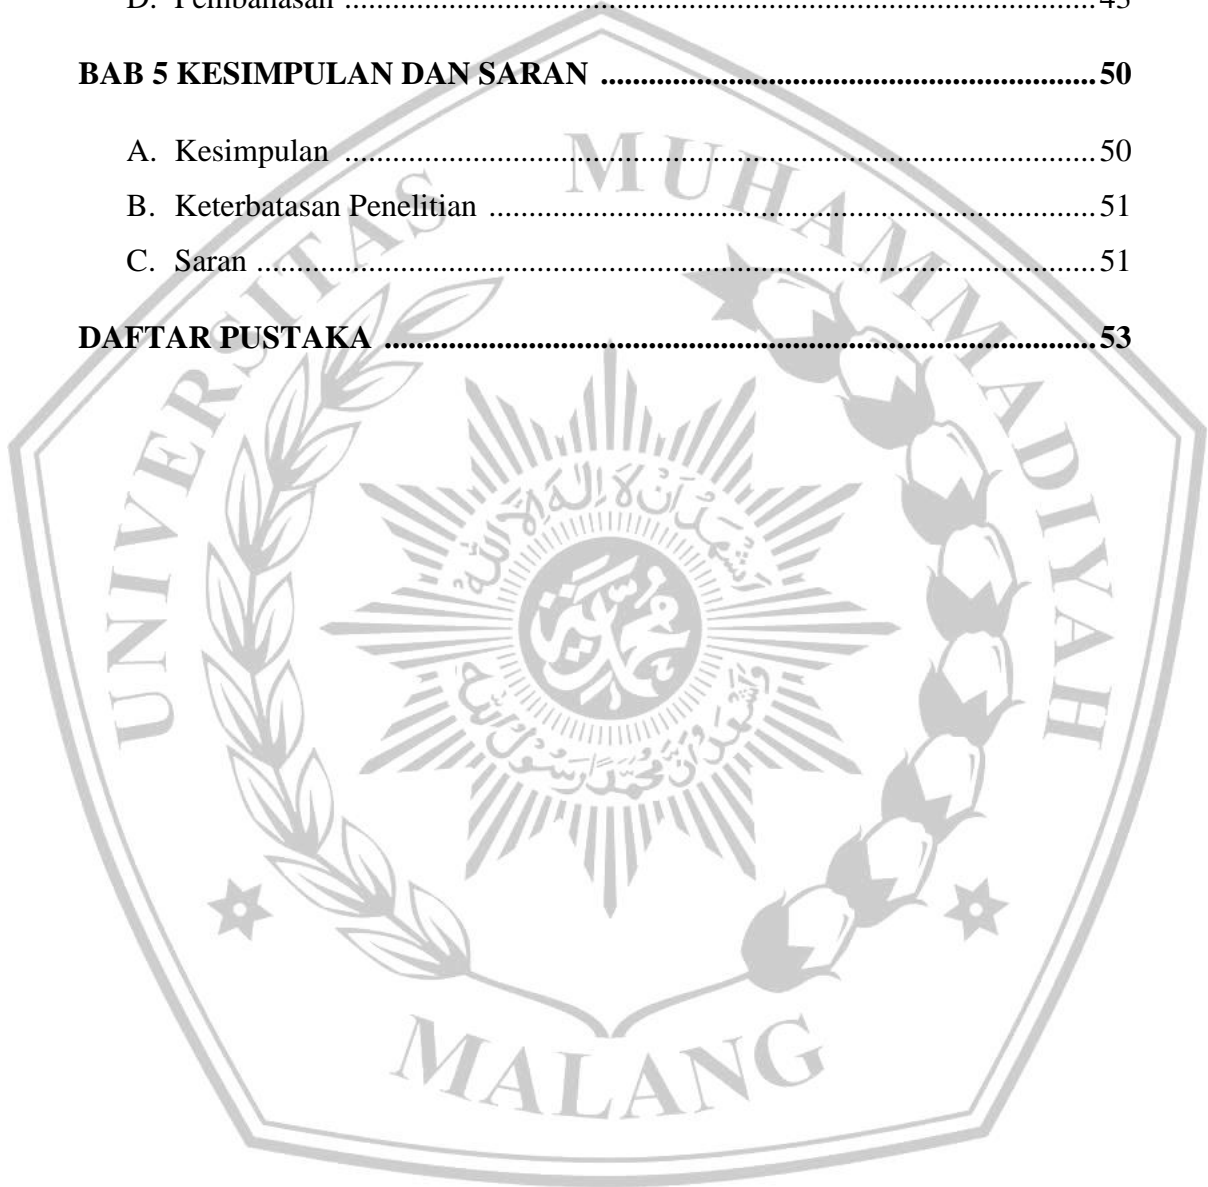 D. Pembahasan ........ 43
BAB 5 KESIMPULAN DAN SARAN ........ 50
A. Kesimpulan ........ 50
B. Keterbatasan Penelitian ........ 51
C. Saran ........ 51
DAFTAR PUSTAKA ........ 53
UNIVERSITAS MUHAMMADIYAH
MALANG